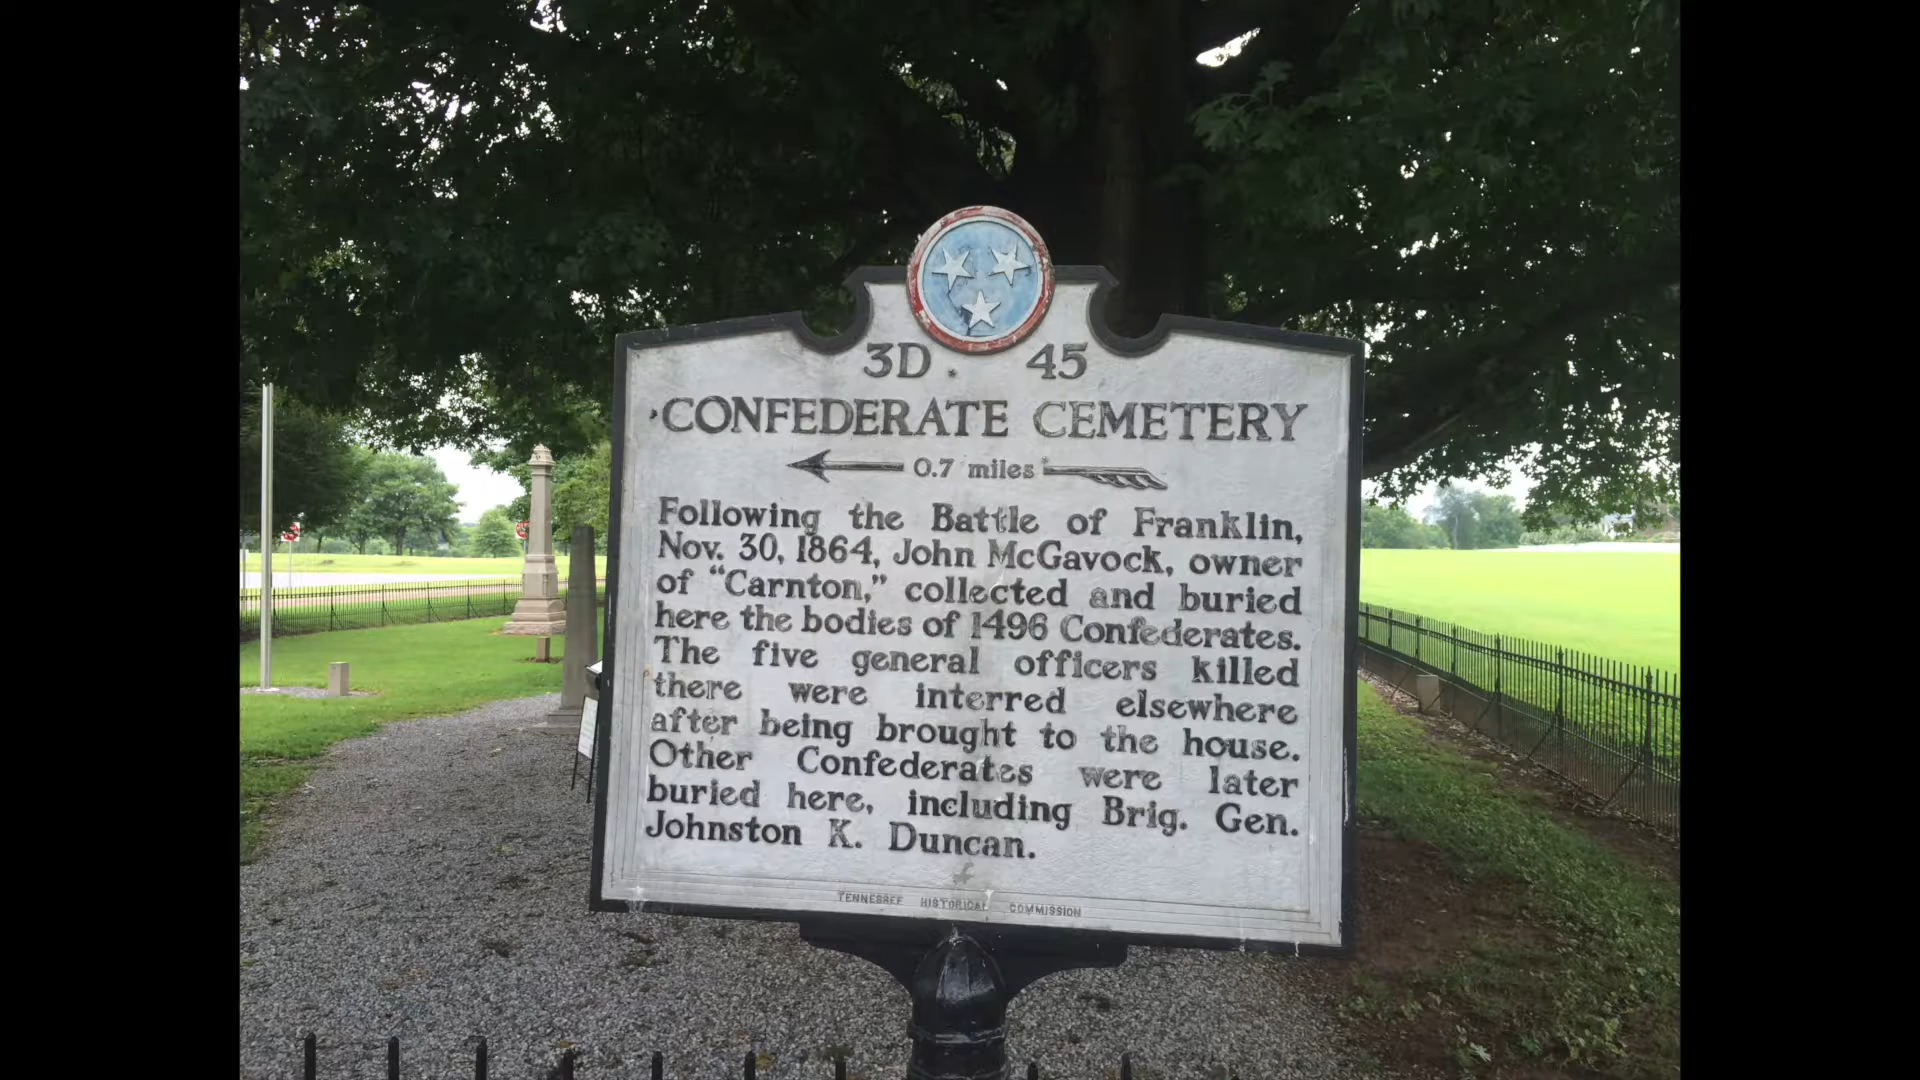 3D 45
CONFEDERATE CEMETERY
0.7 miles
Following the Battle of Franklin,
Nov. 30, 1864, John McGavock, owner
of "Carnton," collected and buried
here the bodies of 1496 Confederates.
The five general officers killed
there were interred elsewhere
after being brought to the house.
Other Confederates were later
buried here, including Brig. Gen.
Johnston K. Duncan.
TENNESSEE HISTORICAL COMMISSION